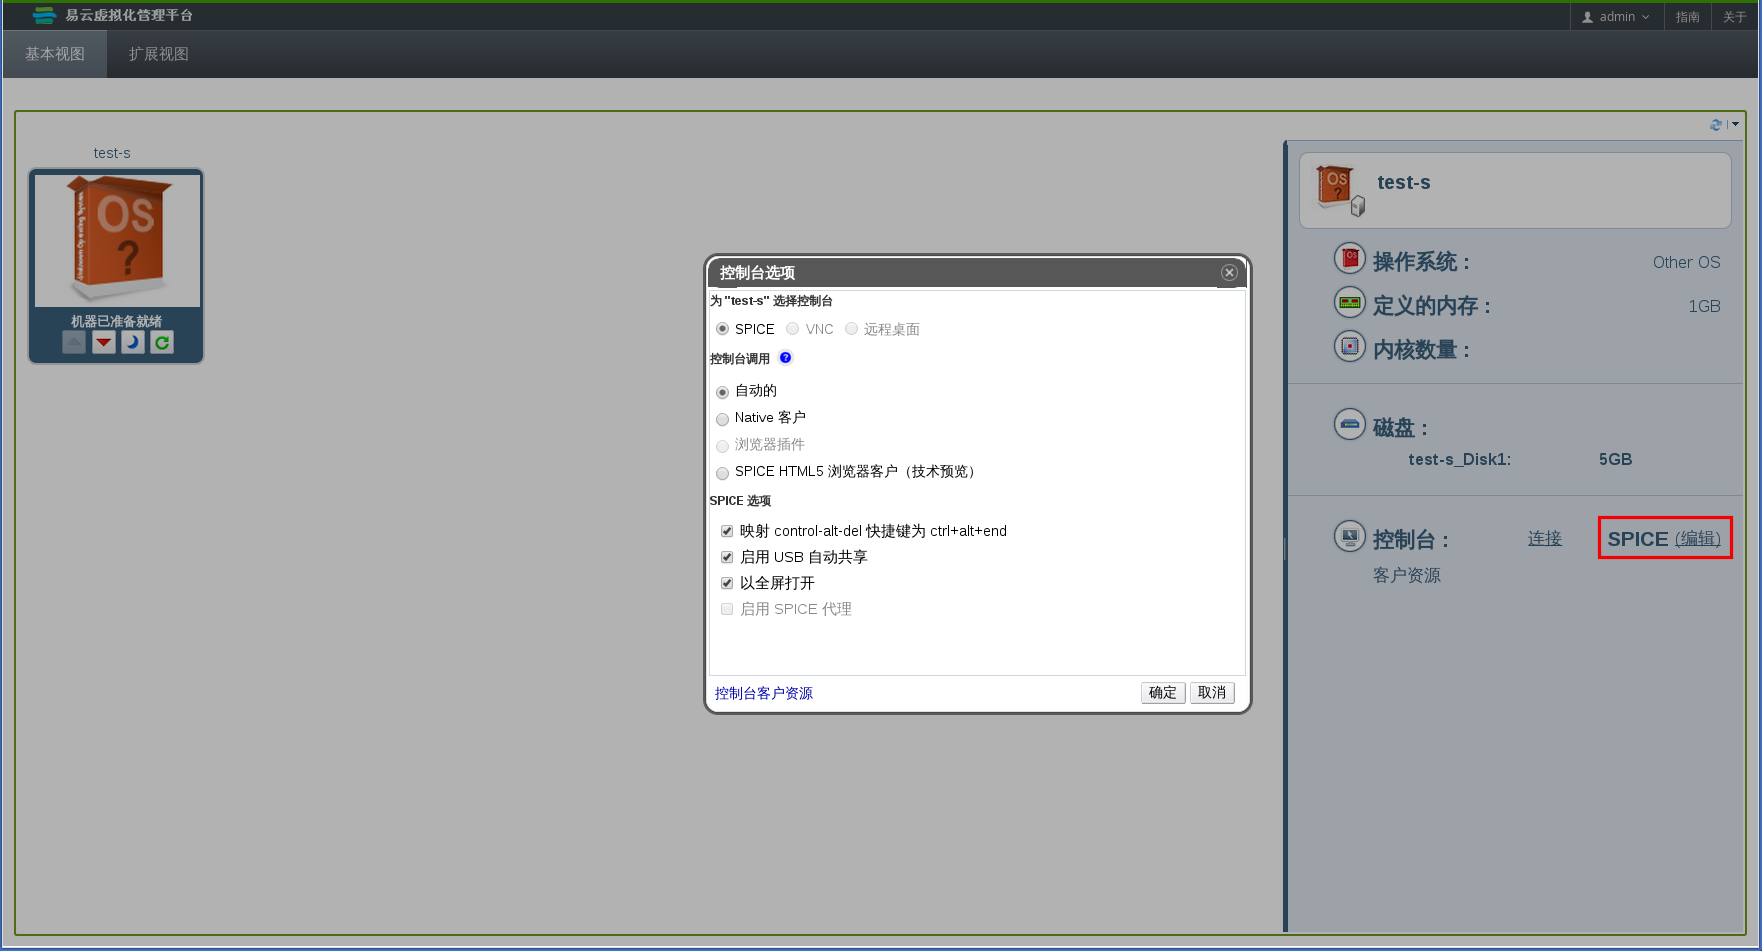 易云虚拟化管理平台
admin 指南 关于
基本视图 扩展视图
test-s
OS
?
机器已准备就绪
控制台选项
为 "test-s" 选择控制台
SPICE VNC 远程桌面
控制台调用 ?
自动的
Native 客户
浏览器插件
SPICE HTML5 浏览器客户（技术预览）
SPICE 选项
映射 control-alt-del 快捷键为 ctrl+alt+end
启用 USB 自动共享
以全屏打开
启用 SPICE 代理
控制台客户资源 确定 取消
OS
?
test-s
操作系统： Other OS
定义的内存： 1GB
内核数量：
磁盘：
test-s_Disk1: 5GB
控制台： 连接 SPICE (编辑)
客户资源